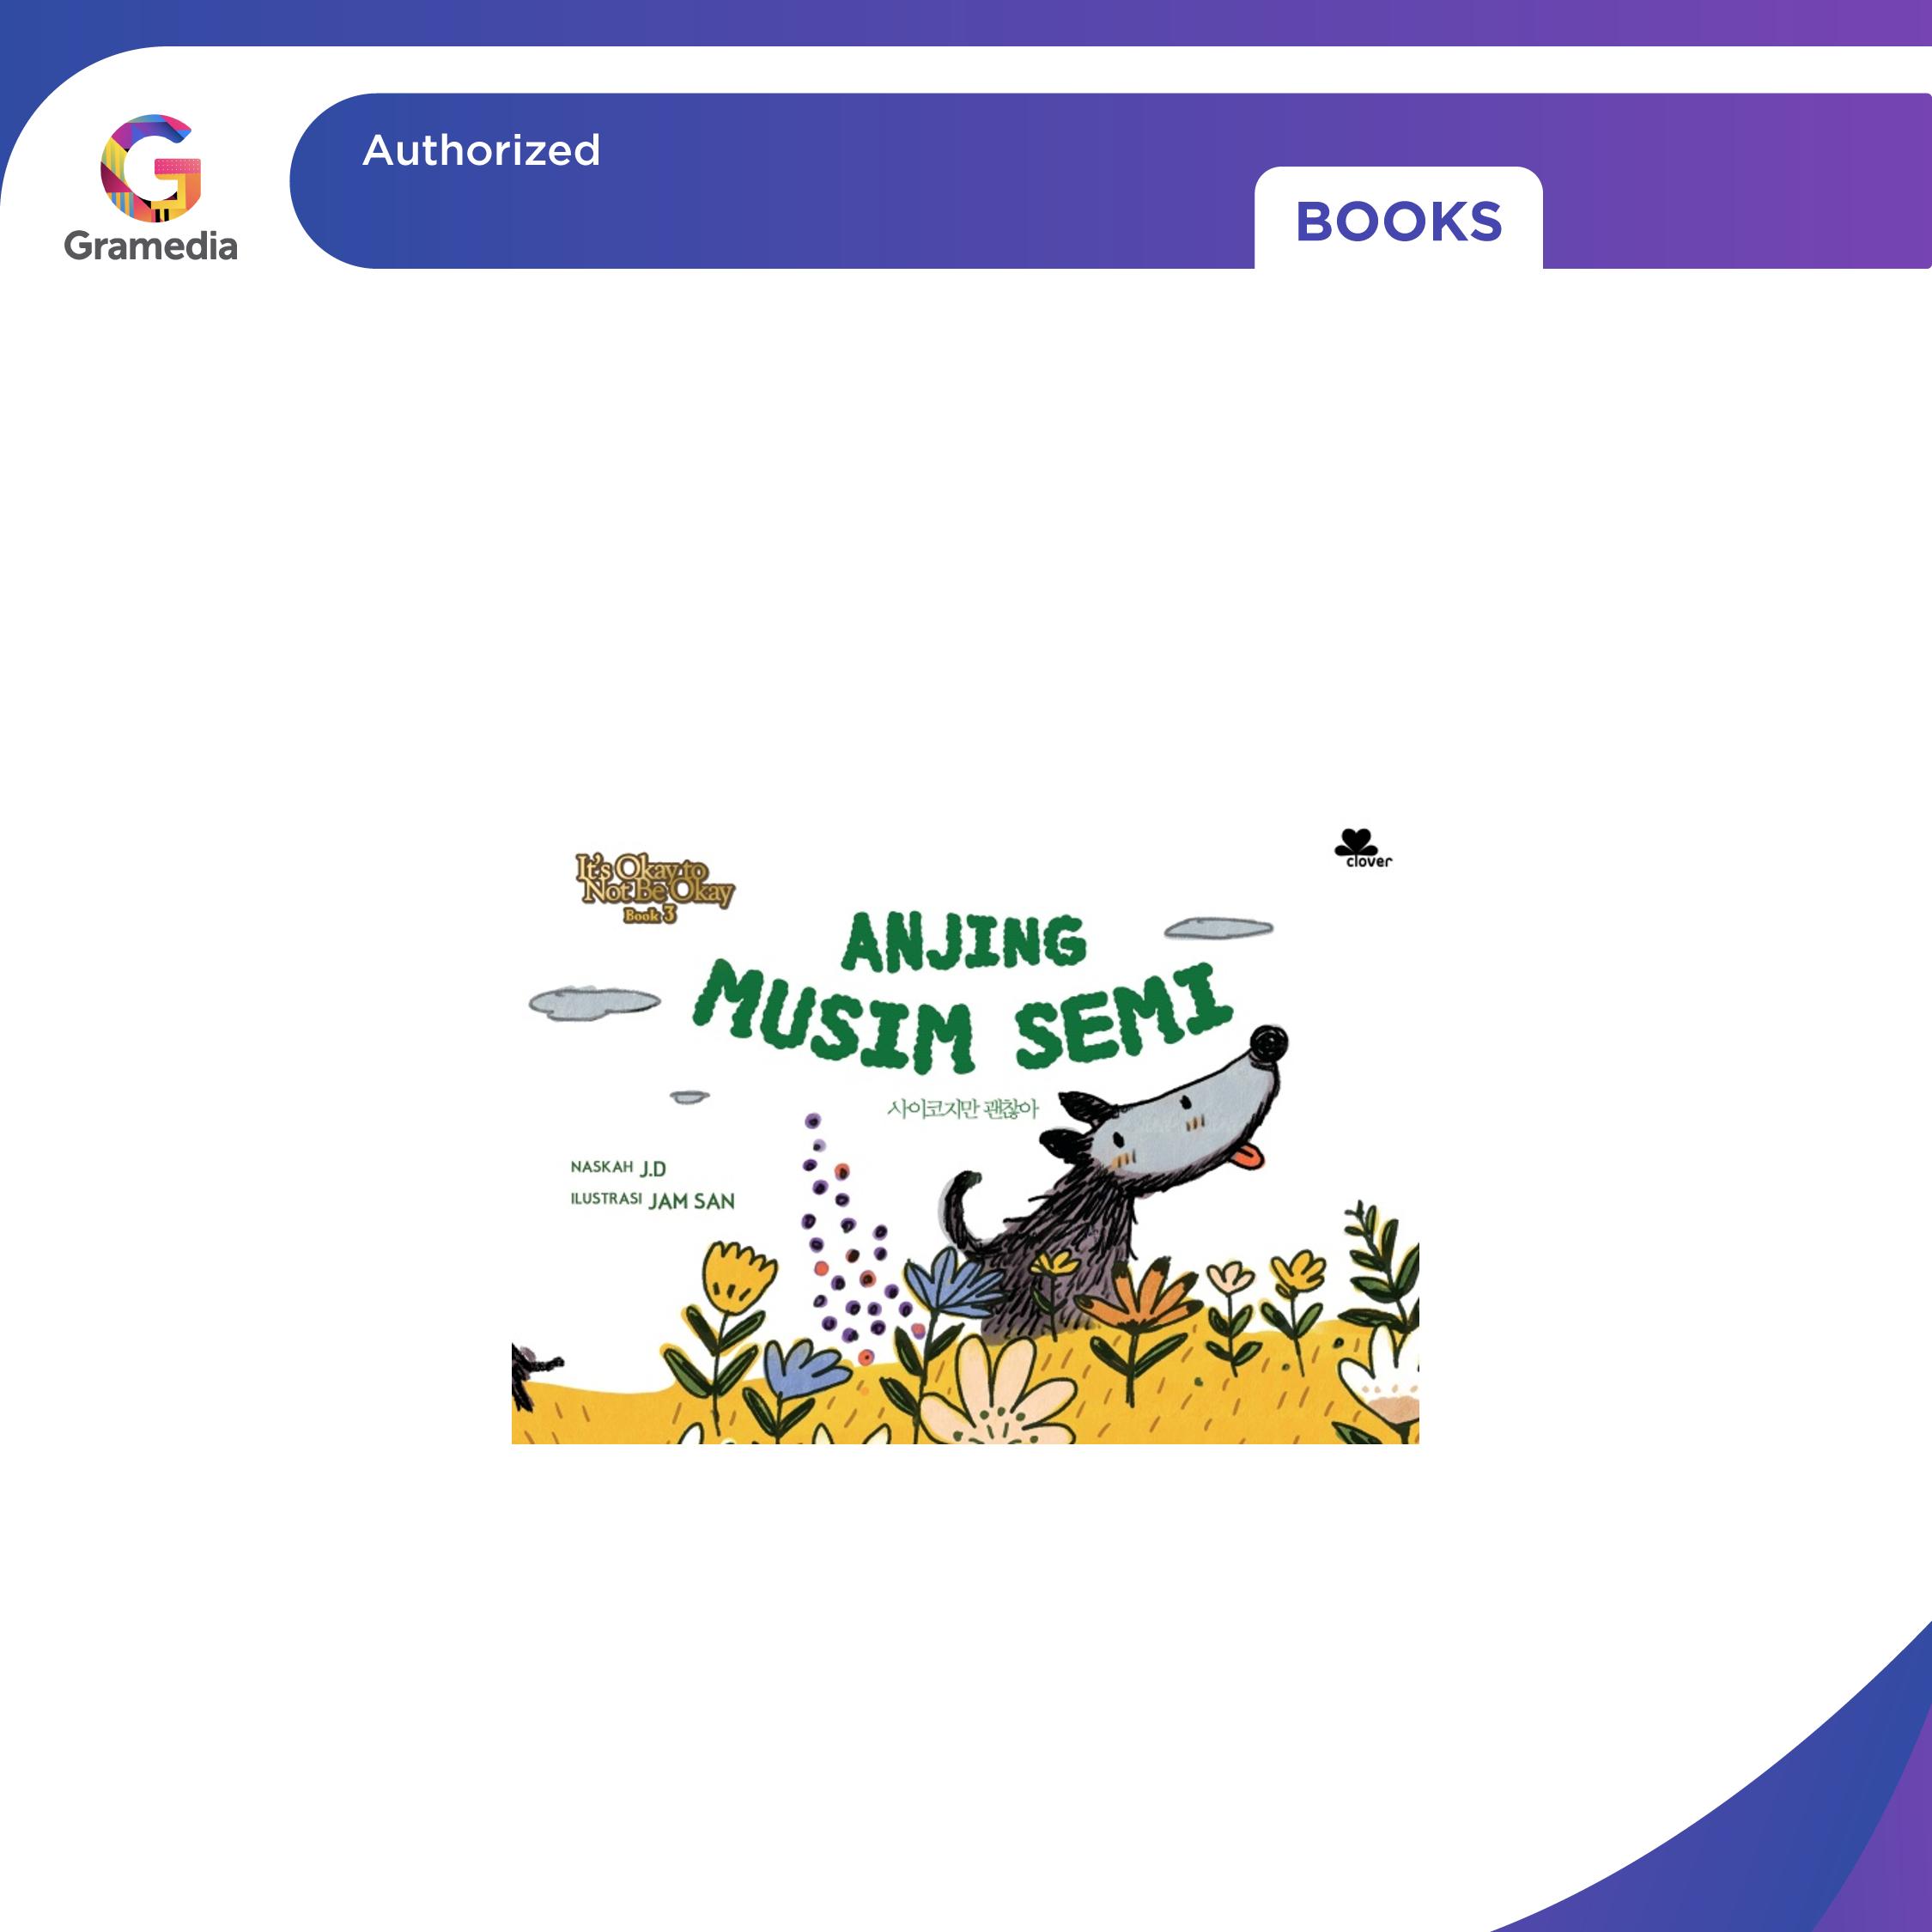 Authorized
BOOKS
Gramedia
clover
It's Okay to
Not Be Okay
Book 3
ANJING
MUSIM SEMI
사이코지만 괜찮아
NASKAH J.D
ILUSTRASI JAM SAN